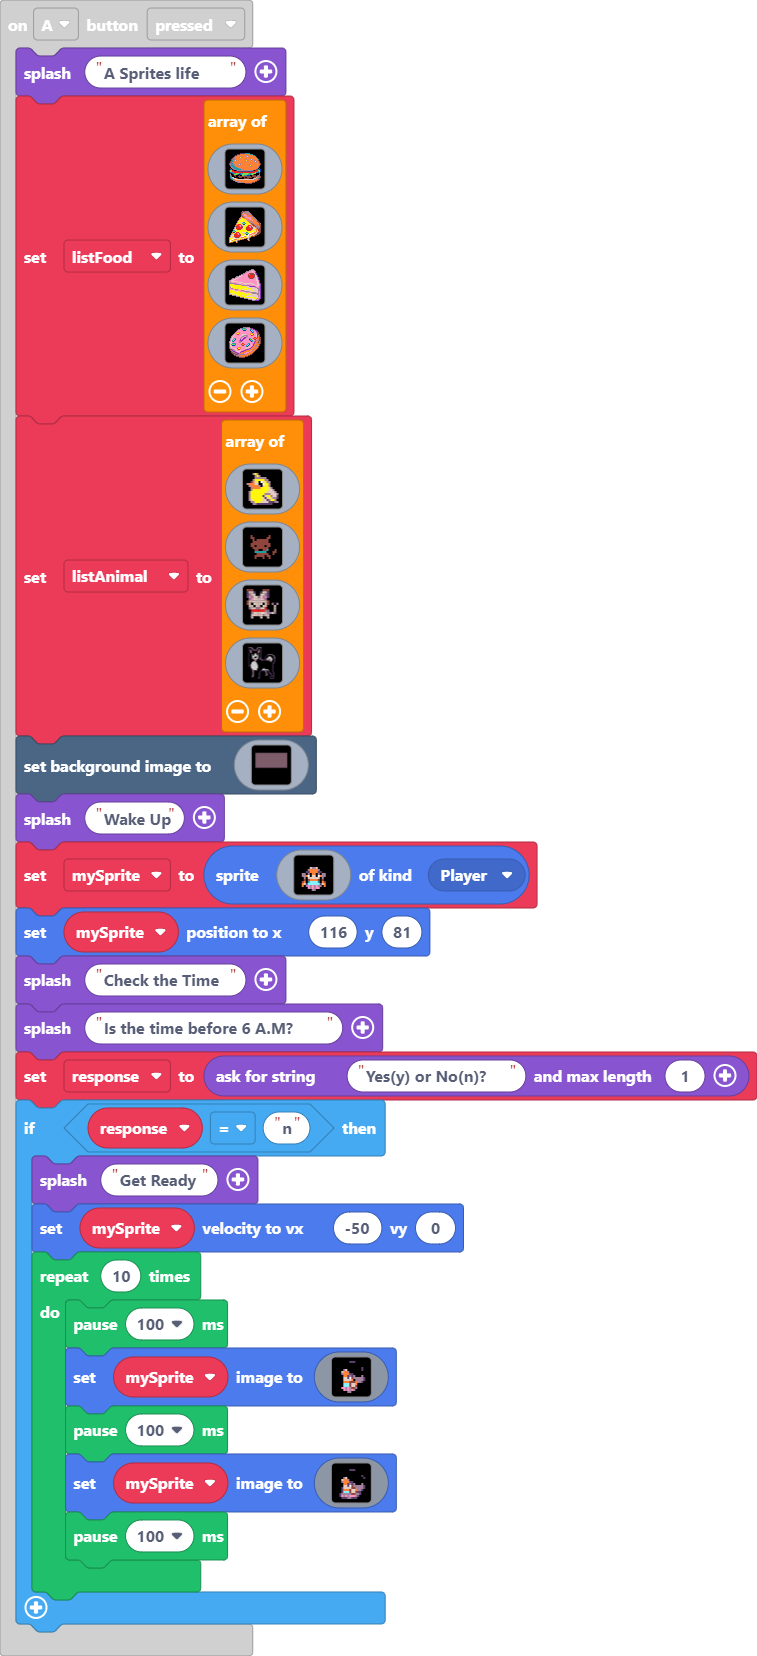 on A button pressed
splash "A Sprites life "
array of
set listFood to
array of
set listAnimal to
set background image to
splash "Wake Up"
set mySprite to sprite of kind Player
set mySprite position to x 116 y 81
splash "Check the Time "
splash "Is the time before 6 A.M? "
set response to ask for string "Yes(y) or No(n)? " and max length 1
if response = "n" then
splash "Get Ready "
set mySprite velocity to vx -50 vy 0
repeat 10 times
do
pause 100 ms
set mySprite image to
pause 100 ms
set mySprite image to
pause 100 ms